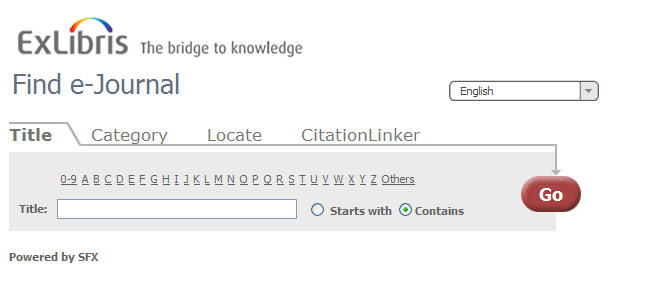 ExLibris The bridge to knowledge
Find e-Journal
English
Title Category Locate CitationLinker
0-9 A B C D E F G H I J K L M N O P Q R S T U V W X Y Z Others
Title: Starts with Contains
Go
Powered by SFX